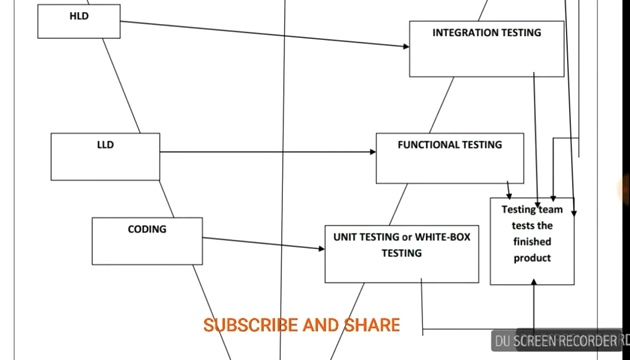 HLD
INTEGRATION TESTING
LLD
FUNCTIONAL TESTING
CODING
UNIT TESTING or WHITE-BOX
TESTING
Testing team
tests the
finished
product
SUBSCRIBE AND SHARE
DU SCREEN RECORDER